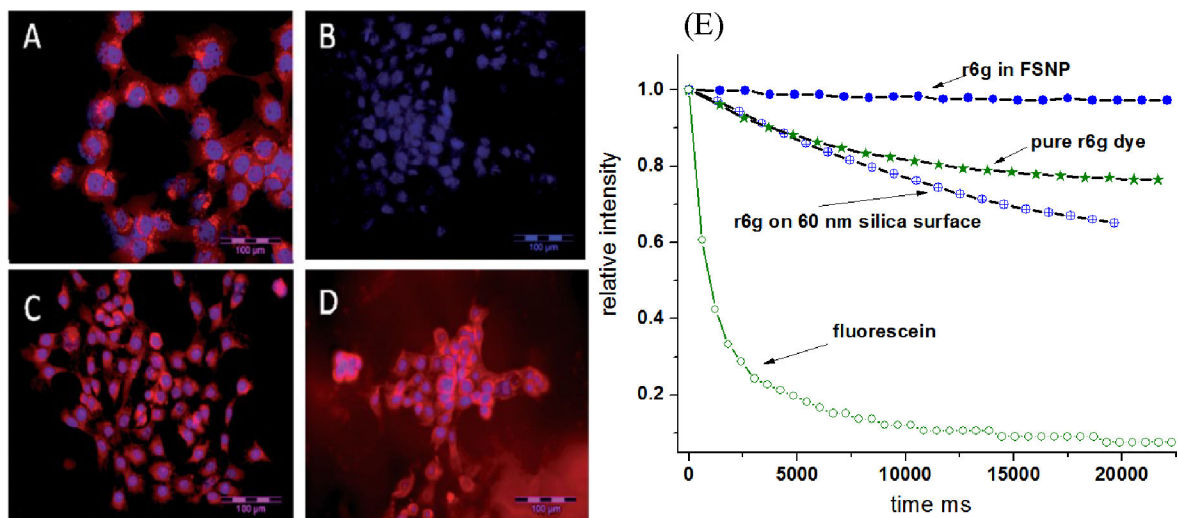 A
B
100 µm
100 µm
C
D
100 µm
100 µm
(E)
r6g in FSNP
pure r6g dye
r6g on 60 nm silica surface
fluorescein
relative intensity
1.0
0.8
0.6
0.4
0.2
0
5000
10000
15000
20000
time ms